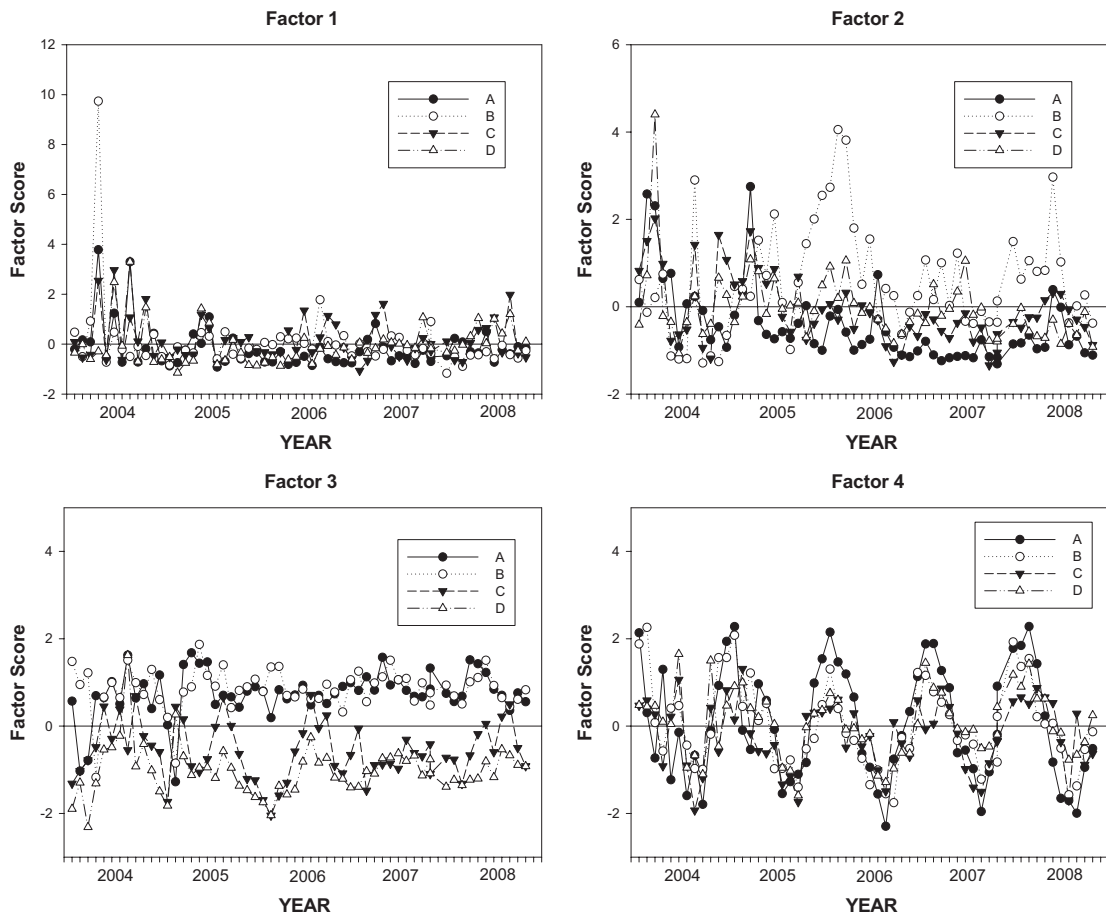 Factor 1
Factor Score
12
10
8
6
4
2
0
-2
A
B
C
D
2004 2005 2006 2007 2008
YEAR
Factor 2
Factor Score
6
4
2
0
-2
A
B
C
D
2004 2005 2006 2007 2008
YEAR
Factor 3
Factor Score
4
2
0
-2
A
B
C
D
2004 2005 2006 2007 2008
YEAR
Factor 4
Factor Score
4
2
0
-2
A
B
C
D
2004 2005 2006 2007 2008
YEAR